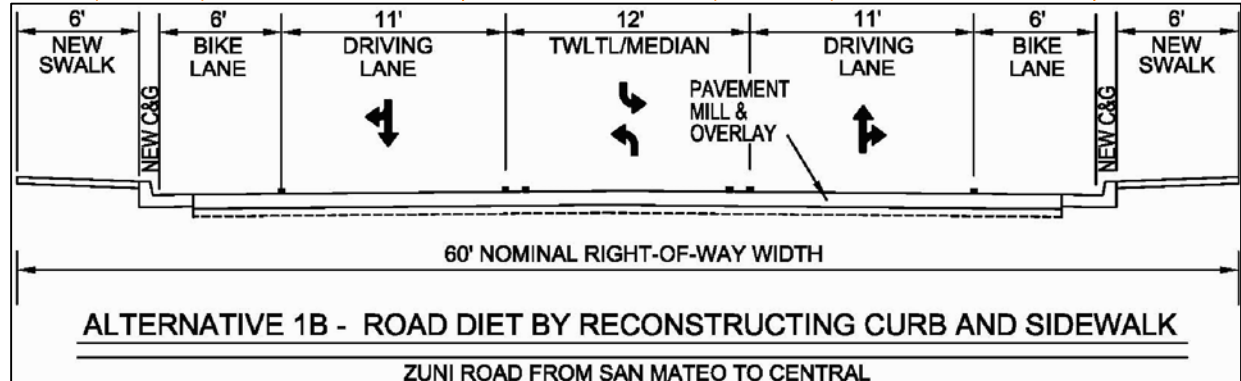 6' 6' 11' 12' 11' 6' 6'
NEW SWALK
BIKE LANE
DRIVING LANE
TWLTL/MEDIAN
DRIVING LANE
BIKE LANE
NEW SWALK
NEW C&G
PAVEMENT
MILL &
OVERLAY
NEW C&G
60' NOMINAL RIGHT-OF-WAY WIDTH
ALTERNATIVE 1B - ROAD DIET BY RECONSTRUCTING CURB AND SIDEWALK
ZUNI ROAD FROM SAN MATEO TO CENTRAL